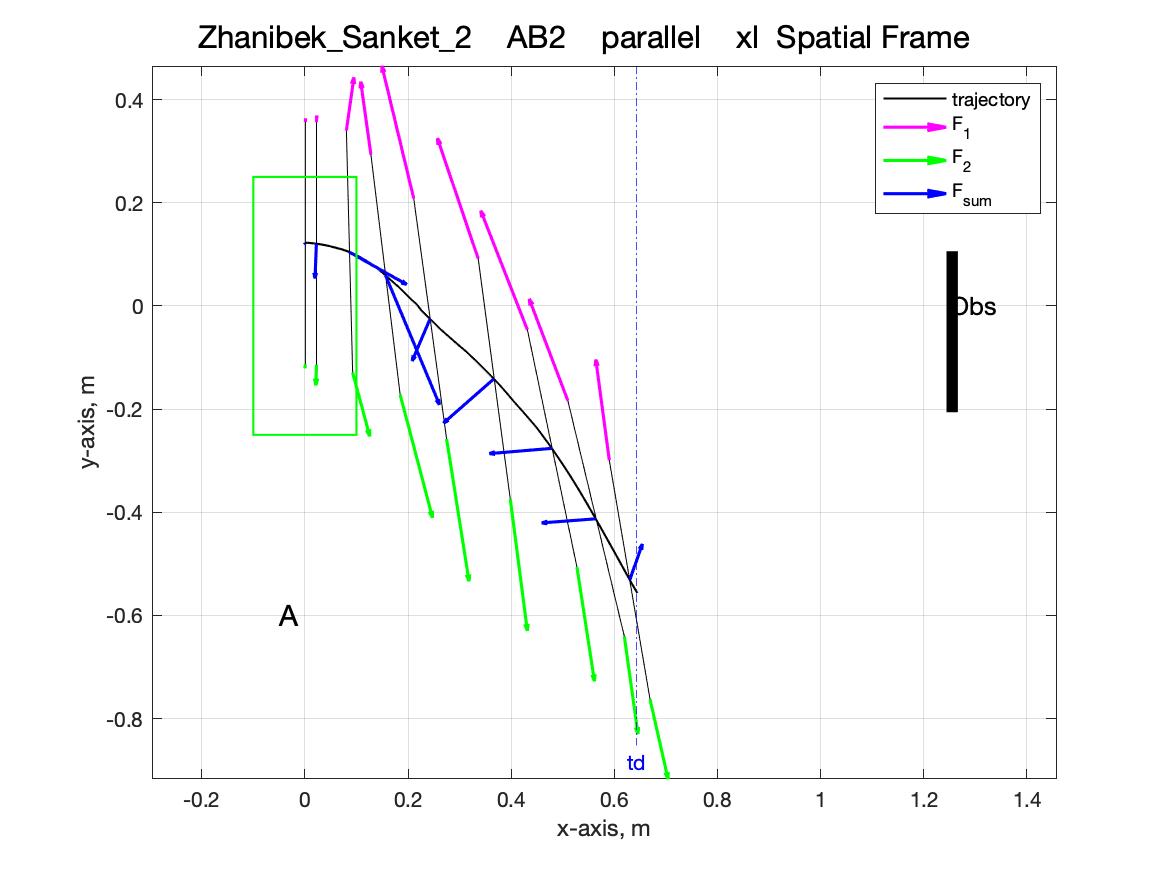 Zhanibek_Sanket_2 AB2 parallel xl Spatial Frame
trajectory
F1
F2
Fsum
0.4
0.2
0
-0.2
-0.4
-0.6
-0.8
y-axis, m
Obs
A
td
-0.2 0 0.2 0.4 0.6 0.8 1 1.2 1.4
x-axis, m